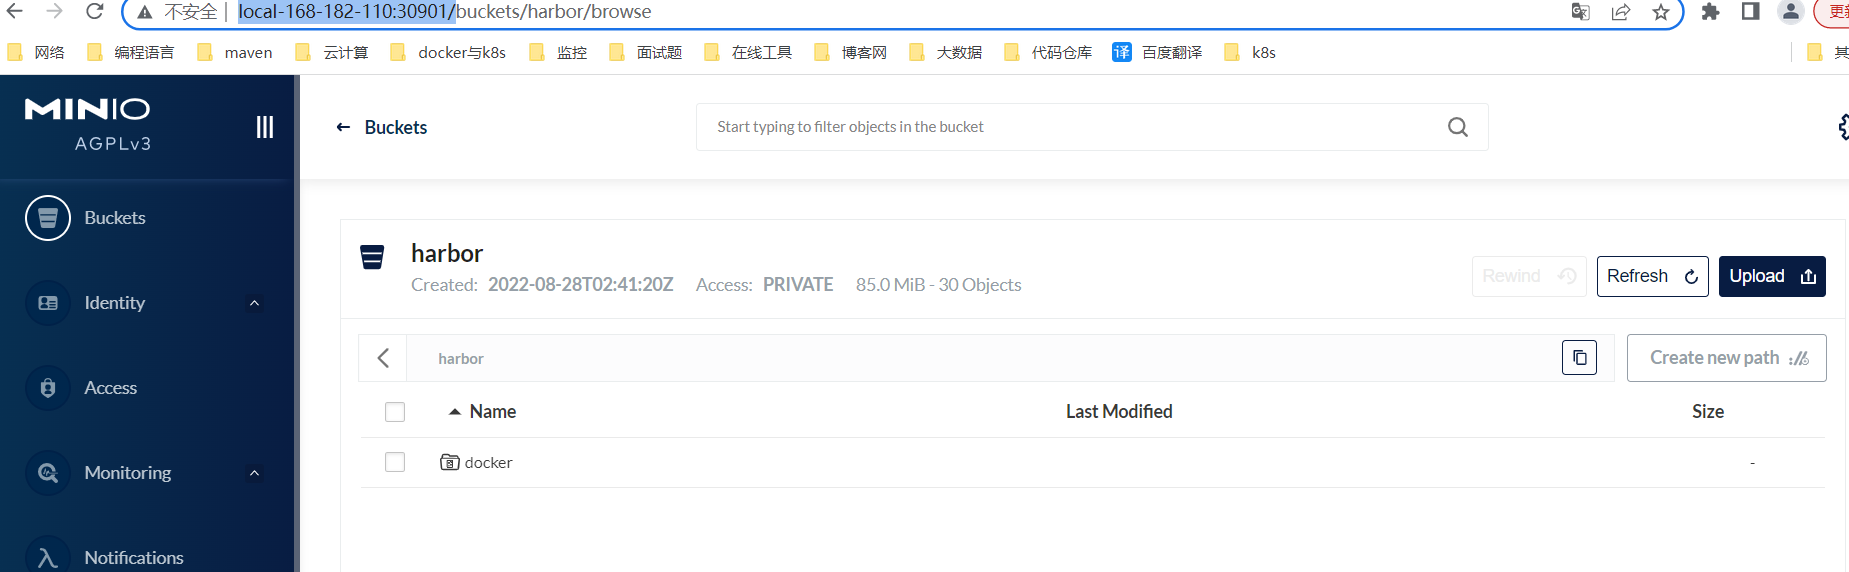 不安全 | local-168-182-110:30901/buckets/harbor/browse
更新
网络 编程语言 maven 云计算 docker与k8s 监控 面试题 在线工具 博客网 大数据 代码仓库 译 百度翻译 k8s 其
MINIO
AGPLv3
← Buckets
Start typing to filter objects in the bucket
Buckets
Identity
Access
Monitoring
Notifications
harbor
Created: 2022-08-28T02:41:20Z Access: PRIVATE 85.0 MiB - 30 Objects
Rewind Refresh Upload
harbor
Create new path
Name Last Modified Size
docker -